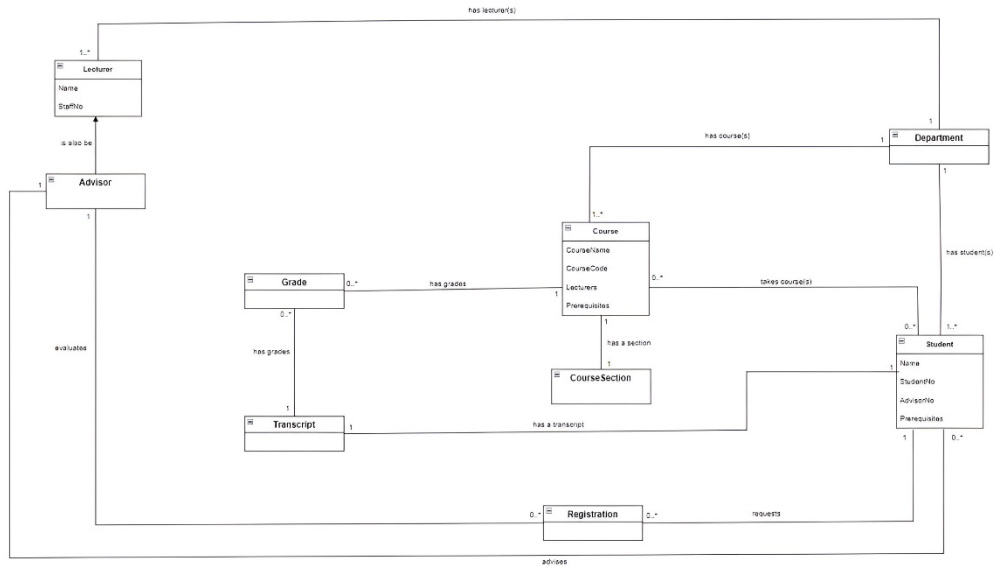 has lecturer(s)
1..*
Lecturer
Name
StaffNo
is also be
1
Department
has course(s)
1
1
1
Advisor
1
1..*
Course
CourseName
CourseCode
Lecturers
Prerequisites
has student(s)
Grade
0..*
has grades
1
0..*
takes course(s)
0..*
1
has a section
0..*
1..*
Student
Name
StudentNo
AdvisorNo
Prerequisites
evaluates
has grades
1
CourseSection
1
1
Transcript
1
has a transcript
1
0..*
0..*
Registration
0..*
requests
advises